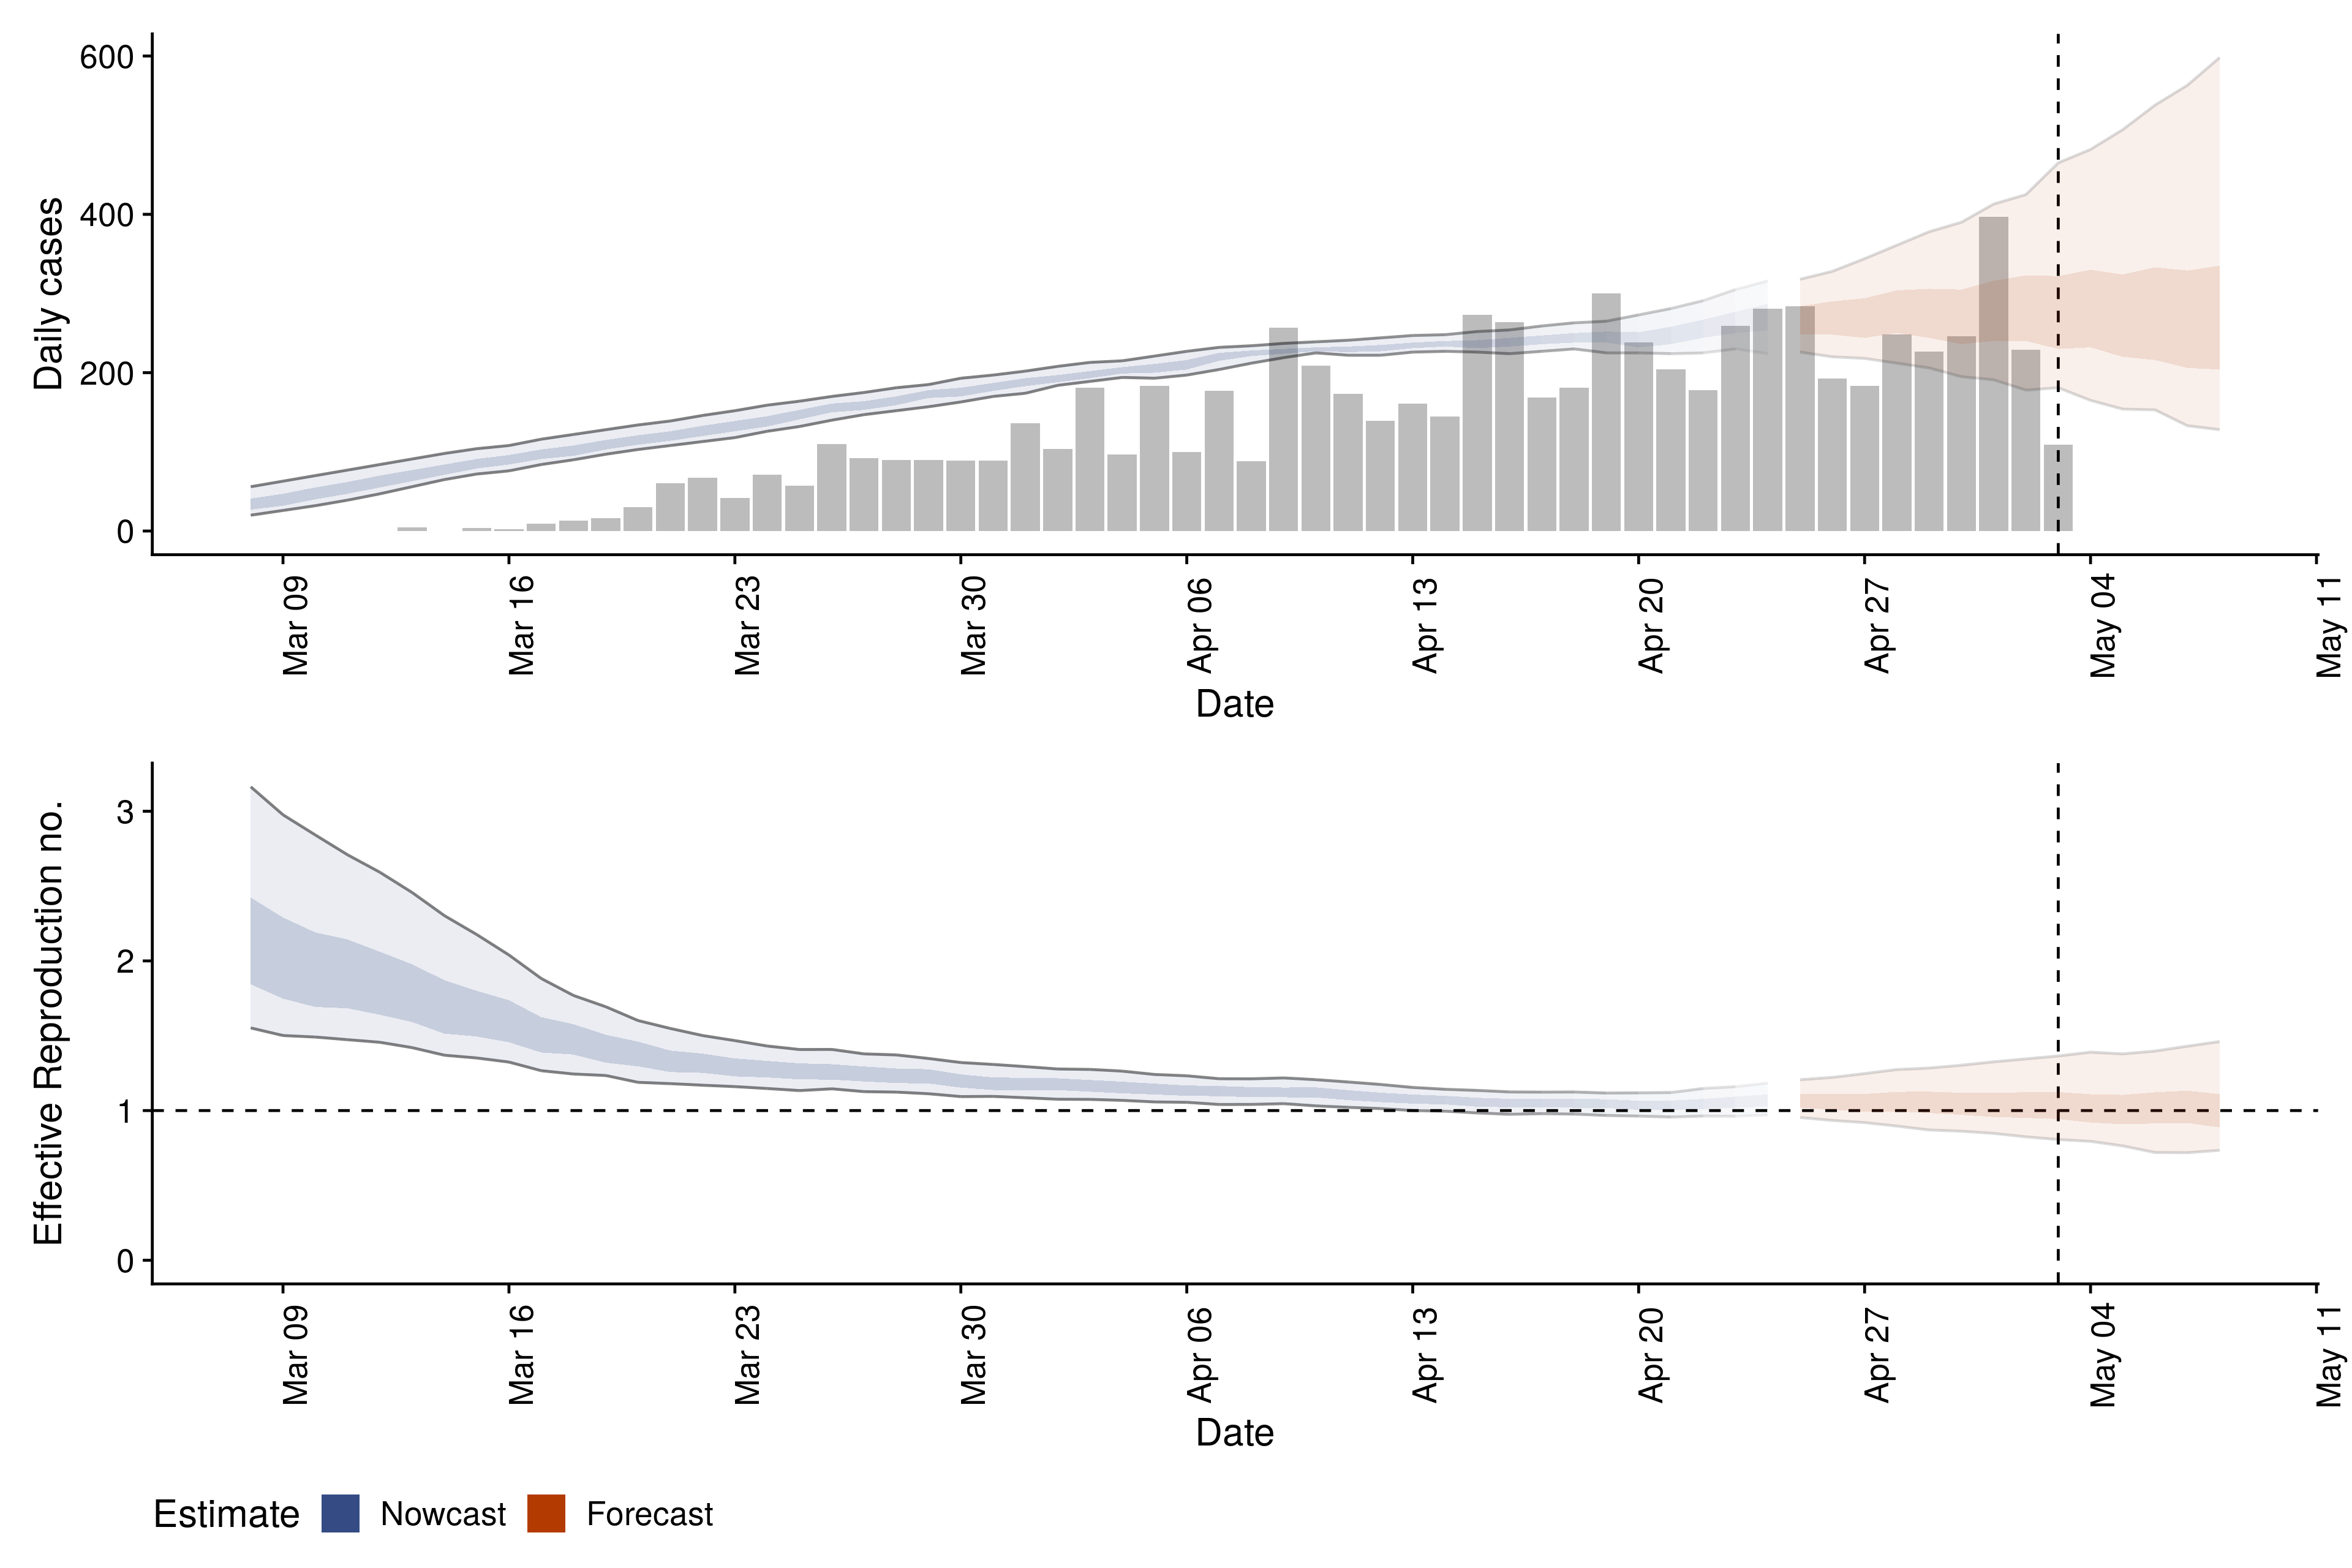 Daily cases
600
400
200
0
Mar 09
Mar 16
Mar 23
Mar 30
Apr 06
Apr 13
Apr 20
Apr 27
May 04
May 11
Date
Effective Reproduction no.
3
2
1
0
Mar 09
Mar 16
Mar 23
Mar 30
Apr 06
Apr 13
Apr 20
Apr 27
May 04
May 11
Date
Estimate Nowcast Forecast